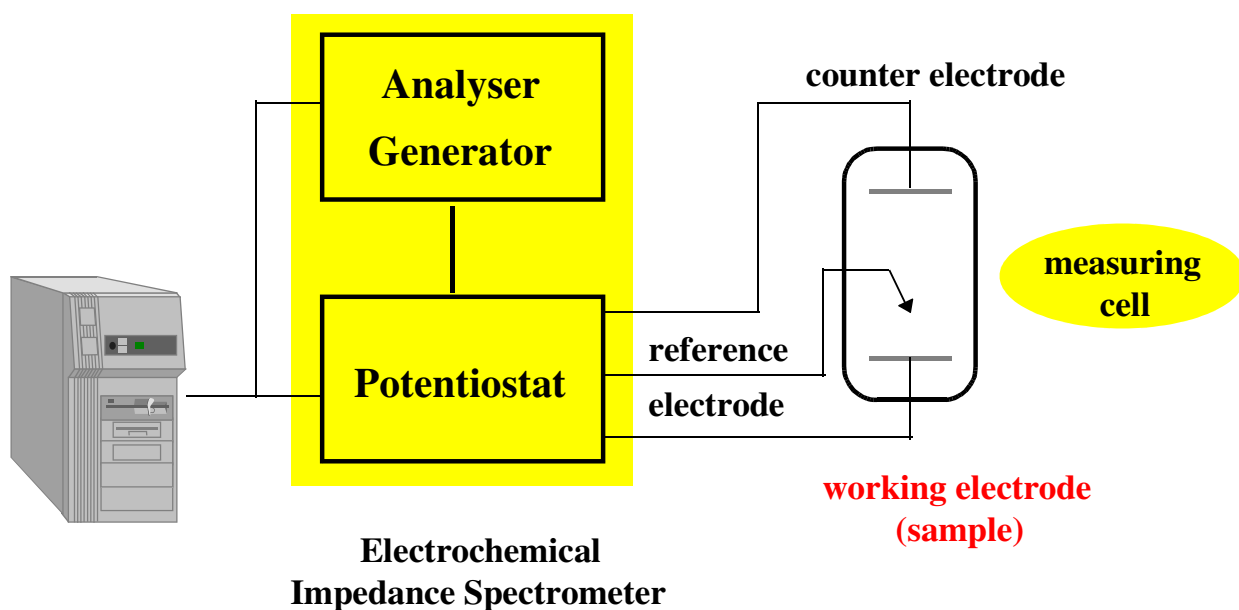 Analyser
Generator
counter electrode
measuring
cell
reference
Potentiostat
electrode
working electrode
(sample)
Electrochemical
Impedance Spectrometer